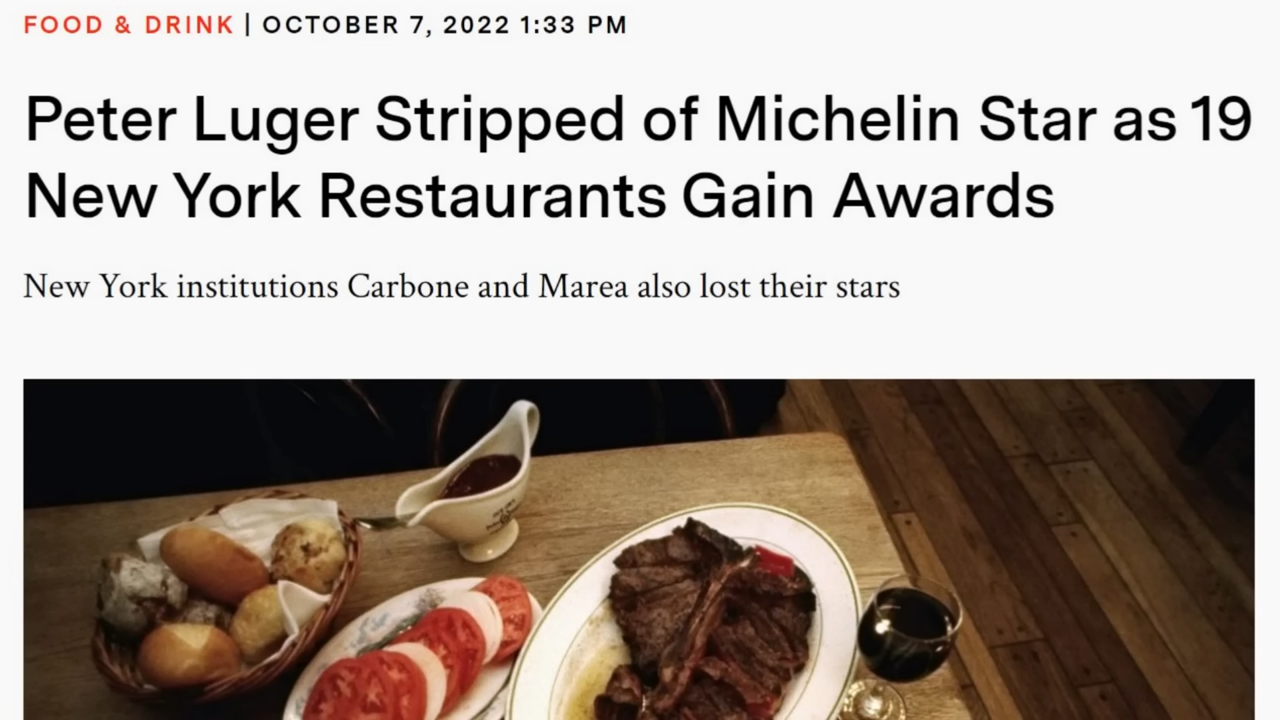 FOOD & DRINK | OCTOBER 7, 2022 1:33 PM
Peter Luger Stripped of Michelin Star as 19
New York Restaurants Gain Awards
New York institutions Carbone and Marea also lost their stars